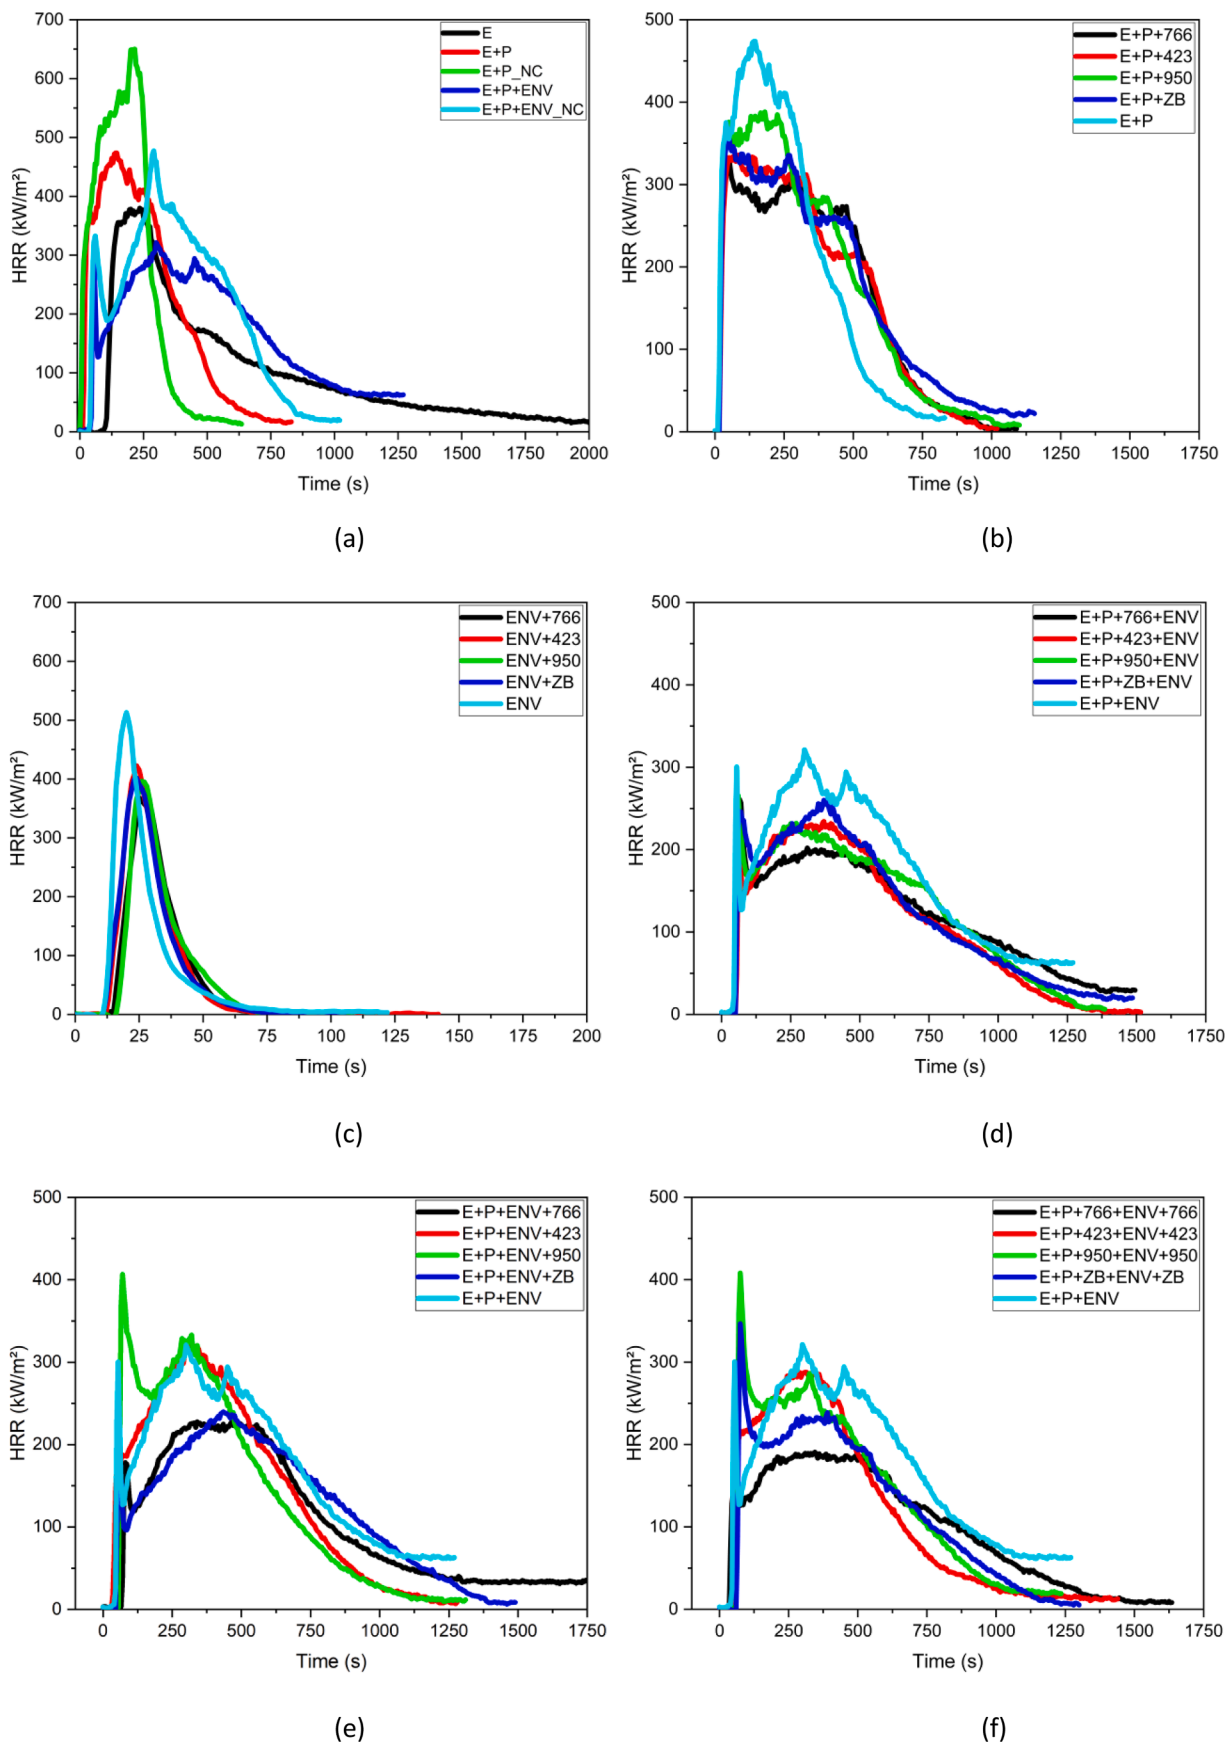 700
600
500
400
300
200
100
0
HRR (kW/m²)
E
E+P
E+P_NC
E+P+ENV
E+P+ENV_NC
0 250 500 750 1000 1250 1500 1750 2000
Time (s)
(a)
500
400
300
200
100
0
HRR (kW/m²)
E+P+766
E+P+423
E+P+950
E+P+ZB
E+P
0 250 500 750 1000 1250 1500 1750
Time (s)
(b)
700
600
500
400
300
200
100
0
HRR (kW/m²)
ENV+766
ENV+423
ENV+950
ENV+ZB
ENV
0 25 50 75 100 125 150 175 200
Time (s)
(c)
500
400
300
200
100
0
HRR (kW/m²)
E+P+766+ENV
E+P+423+ENV
E+P+950+ENV
E+P+ZB+ENV
E+P+ENV
0 250 500 750 1000 1250 1500 1750
Time (s)
(d)
500
400
300
200
100
0
HRR (kW/m²)
E+P+ENV+766
E+P+ENV+423
E+P+ENV+950
E+P+ENV+ZB
E+P+ENV
0 250 500 750 1000 1250 1500 1750
Time (s)
(e)
500
400
300
200
100
0
HRR (kW/m²)
E+P+766+ENV+766
E+P+423+ENV+423
E+P+950+ENV+950
E+P+ZB+ENV+ZB
E+P+ENV
0 250 500 750 1000 1250 1500 1750
Time (s)
(f)